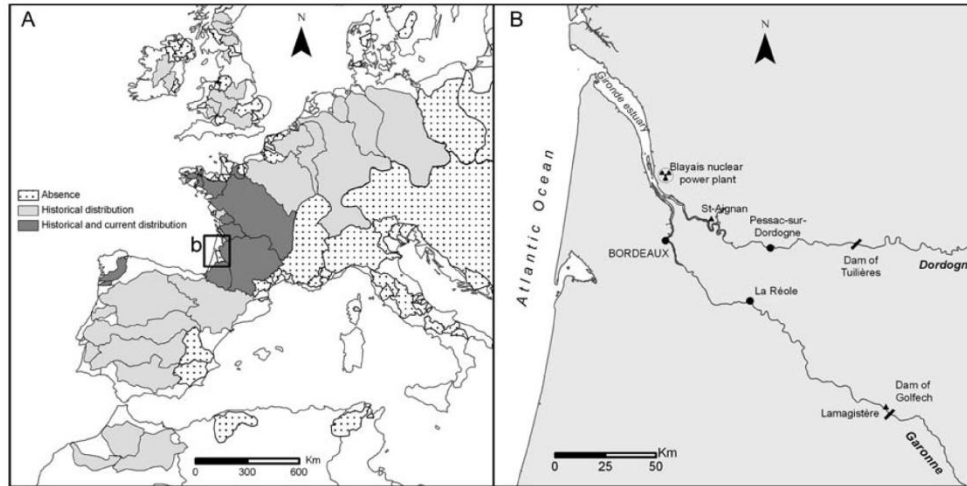 A
N
Absence
Historical distribution
Historical and current distribution
b
Km
0 300 600
B
N
Gironde estuary
Atlantic Ocean
Blayais nuclear
power plant
St-Aignan
Pessac-sur-
Dordogne
BORDEAUX
Dam of
Tuilières
Dordogne
La Réole
Dam of
Golfech
Lamagistère
Garonne
Km
0 25 50